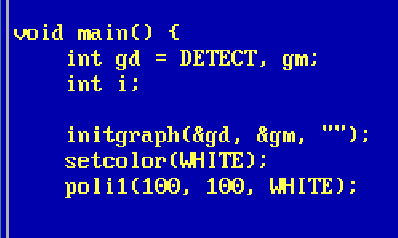 void main() {
    int gd = DETECT, gm;
    int i;

    initgraph(&gd, &gm, "");
    setcolor(WHITE);
    poli1(100, 100, WHITE);